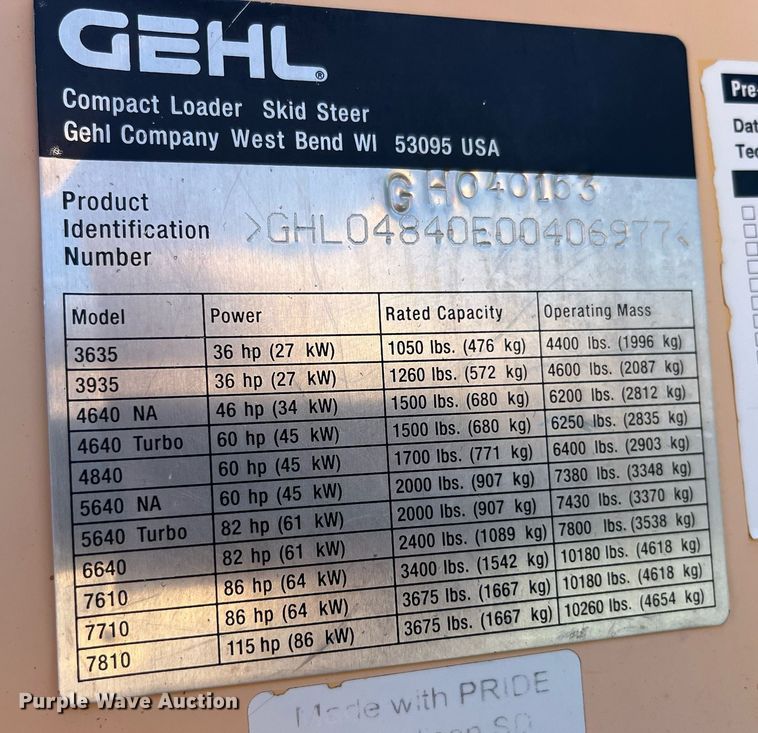 GEHL®
Compact Loader Skid Steer
Gehl Company West Bend WI 53095 USA
GH040163
Product
Identification
Number
>GHL04840E00406977<
Model Power Rated Capacity Operating Mass
3635 36 hp (27 kW) 1050 lbs. (476 kg) 4400 lbs. (1996 kg)
3935 36 hp (27 kW) 1260 lbs. (572 kg) 4600 lbs. (2087 kg)
4640 NA 46 hp (34 kW) 1500 lbs. (680 kg) 6200 lbs. (2812 kg)
4640 Turbo 60 hp (45 kW) 1500 lbs. (680 kg) 6250 lbs. (2835 kg)
4840 60 hp (45 kW) 1700 lbs. (771 kg) 6400 lbs. (2903 kg)
5640 NA 60 hp (45 kW) 2000 lbs. (907 kg) 7380 lbs. (3348 kg)
5640 Turbo 82 hp (61 kW) 2000 lbs. (907 kg) 7430 lbs. (3370 kg)
6640 82 hp (61 kW) 2400 lbs. (1089 kg) 7800 lbs. (3538 kg)
7610 86 hp (64 kW) 3400 lbs. (1542 kg) 10180 lbs. (4618 kg)
7710 86 hp (64 kW) 3675 lbs. (1667 kg) 10180 lbs. (4618 kg)
7810 115 hp (86 kW) 3675 lbs. (1667 kg) 10260 lbs. (4654 kg)
Pre-
Dat
Tec
Made with PRIDE
Purple Wave Auction